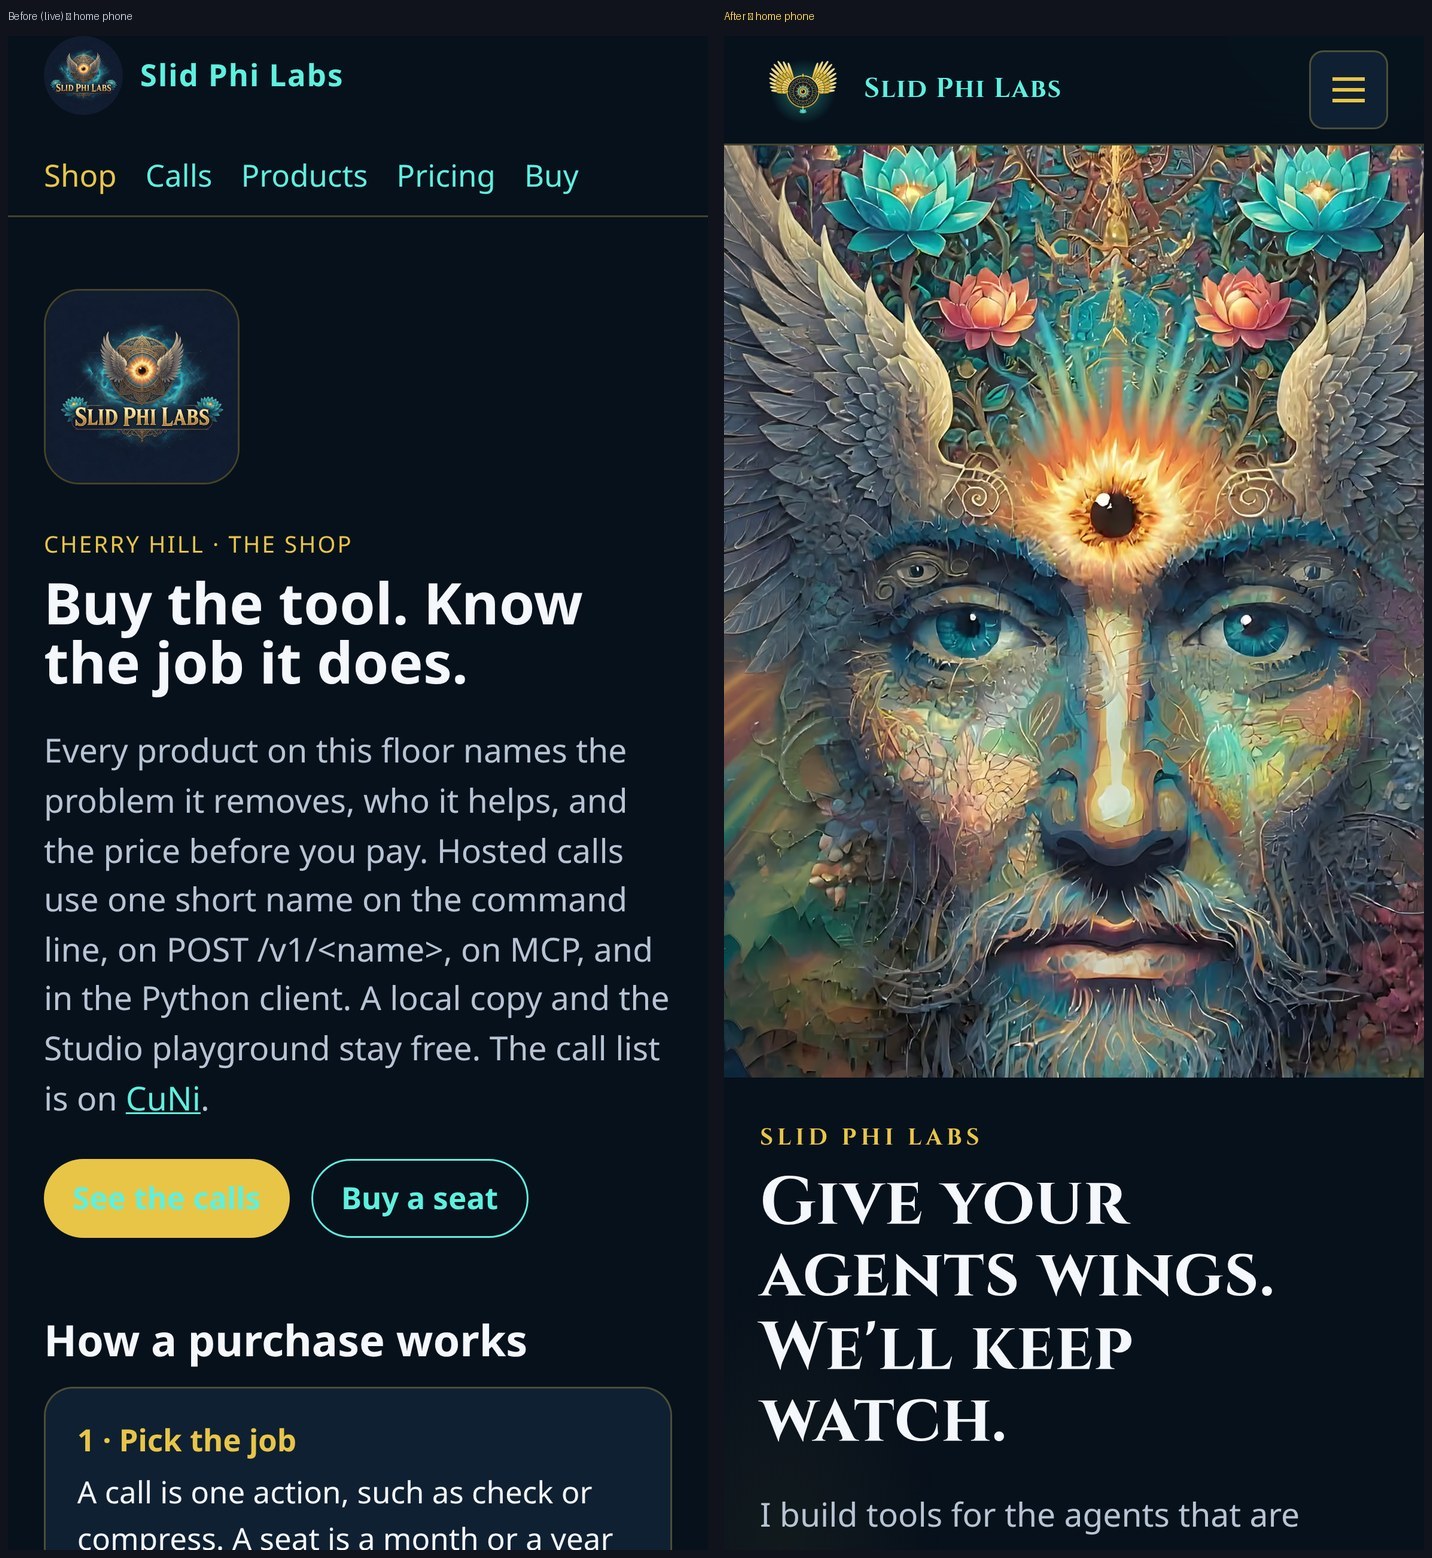 Before (live) home phone
SLID PHI LABS
Slid Phi Labs
Shop Calls Products Pricing Buy
SLID PHI LABS
CHERRY HILL · THE SHOP
Buy the tool. Know
the job it does.
Every product on this floor names the
problem it removes, who it helps, and
the price before you pay. Hosted calls
use one short name on the command
line, on POST /v1/<name>, on MCP, and
in the Python client. A local copy and the
Studio playground stay free. The call list
is on CuNi.
See the calls Buy a seat
How a purchase works
1 · Pick the job
A call is one action, such as check or
compress. A seat is a month or a year
After home phone
Slid Phi Labs
SLID PHI LABS
Give your
agents wings.
We'll keep
watch.
I build tools for the agents that are